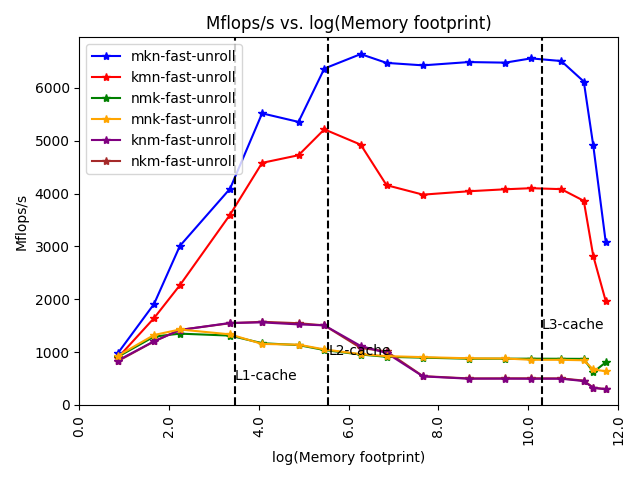 Mflops/s vs. log(Memory footprint)
mkn-fast-unroll
kmn-fast-unroll
nmk-fast-unroll
mnk-fast-unroll
knm-fast-unroll
nkm-fast-unroll
6000
5000
4000
3000
2000
1000
0
Mflops/s
L3-cache
L2-cache
L1-cache
0.0
2.0
4.0
6.0
8.0
10.0
12.0
log(Memory footprint)